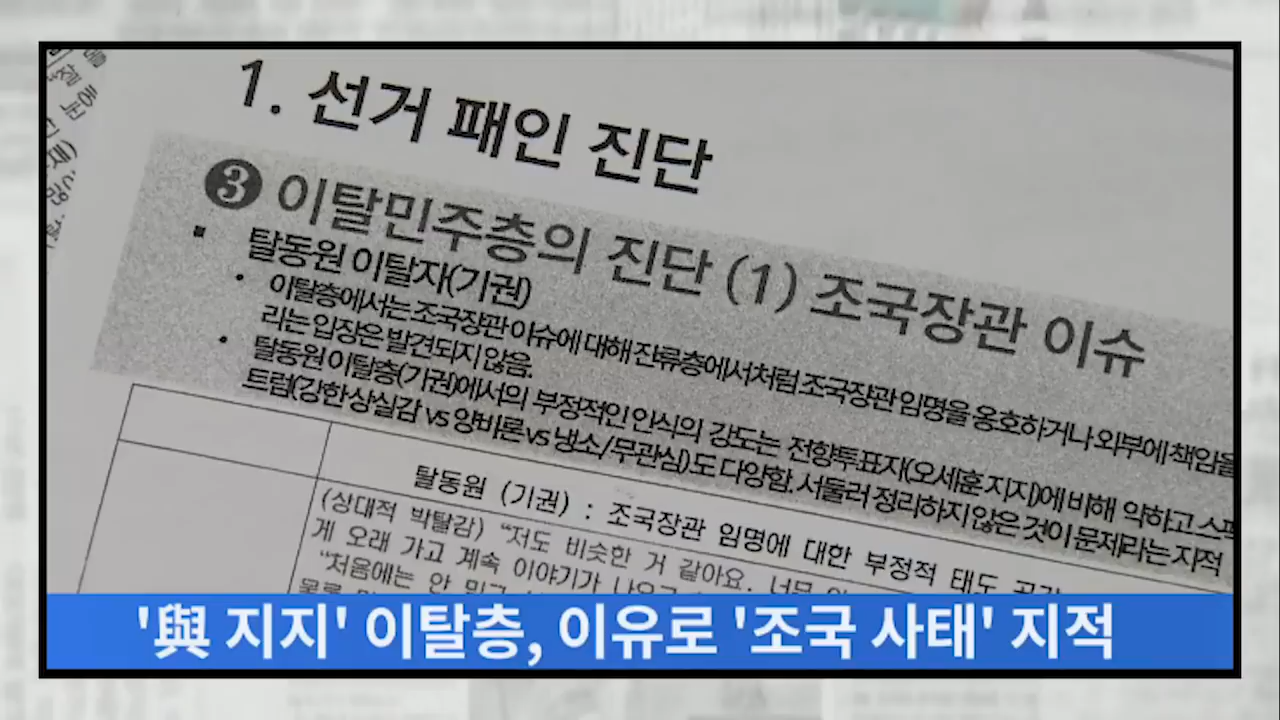 1. 선거 패인 진단
❸ 이탈민주층의 진단 (1) 조국장관 이슈
▪ 탈동원 이탈자(기권)
• 이탈층에서는 조국장관 이슈에 대해 잔류층에서처럼 조국장관 임명을 옹호하거나 외부에 책임을
리는 입장은 발견되지 않음.
• 탈동원 이탈층(기권)에서의 부정적인 인식의 강도는 전향투표자(오세훈 지지)에 비해 약하고 스펙
트럼(강한 상실감 vs 양비론 vs 냉소/무관심)도 다양함. 서둘러 정리하지 않은 것이 문제라는 지적
탈동원 (기권) : 조국장관 임명에 대한 부정적 태도
(상대적 박탈감) “저도 비슷한 거 같아요. 너무
게 오래 가고 계속 이야기가
“처음에는 안
'與 지지' 이탈층, 이유로 '조국 사태' 지적